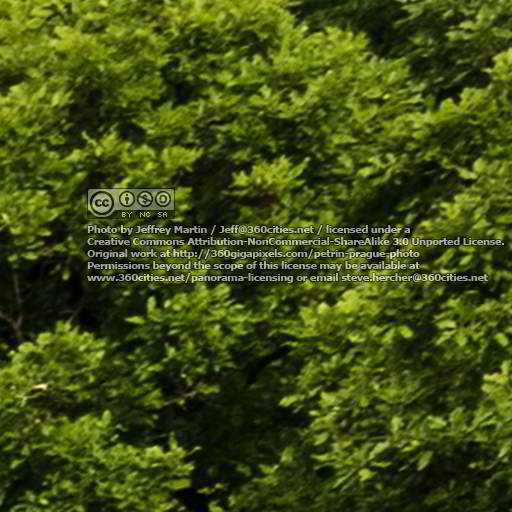 cc
BY NC SA
Photo by Jeffrey Martin / Jeff@360cities.net / licensed under a
Creative Commons Attribution-NonCommercial-ShareAlike 3.0 Unported License.
Original work at http://360gigapixels.com/petrin-prague-photo
Permissions beyond the scope of this license may be available at
www.360cities.net/panorama-licensing or email steve.hercher@360cities.net